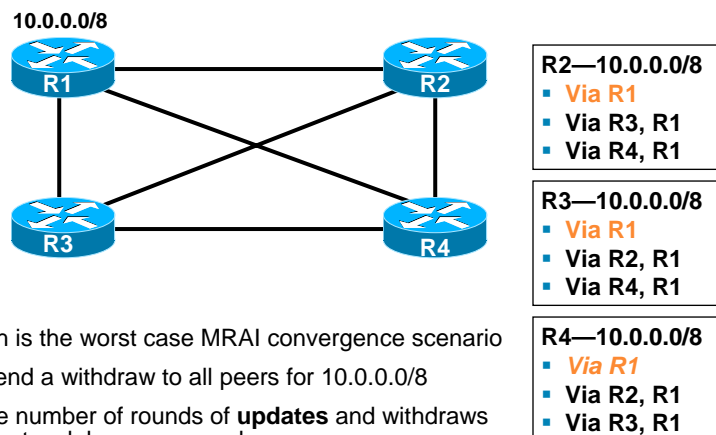 10.0.0.0/8
R1
R2
R3
R4
R2—10.0.0.0/8
Via R1
Via R3, R1
Via R4, R1
R3—10.0.0.0/8
Via R1
Via R2, R1
Via R4, R1
R4—10.0.0.0/8
Via R1
Via R2, R1
Via R3, R1
is the worst case MRAI convergence scenario
end a withdraw to all peers for 10.0.0.0/8
number of rounds of updates and withdraws